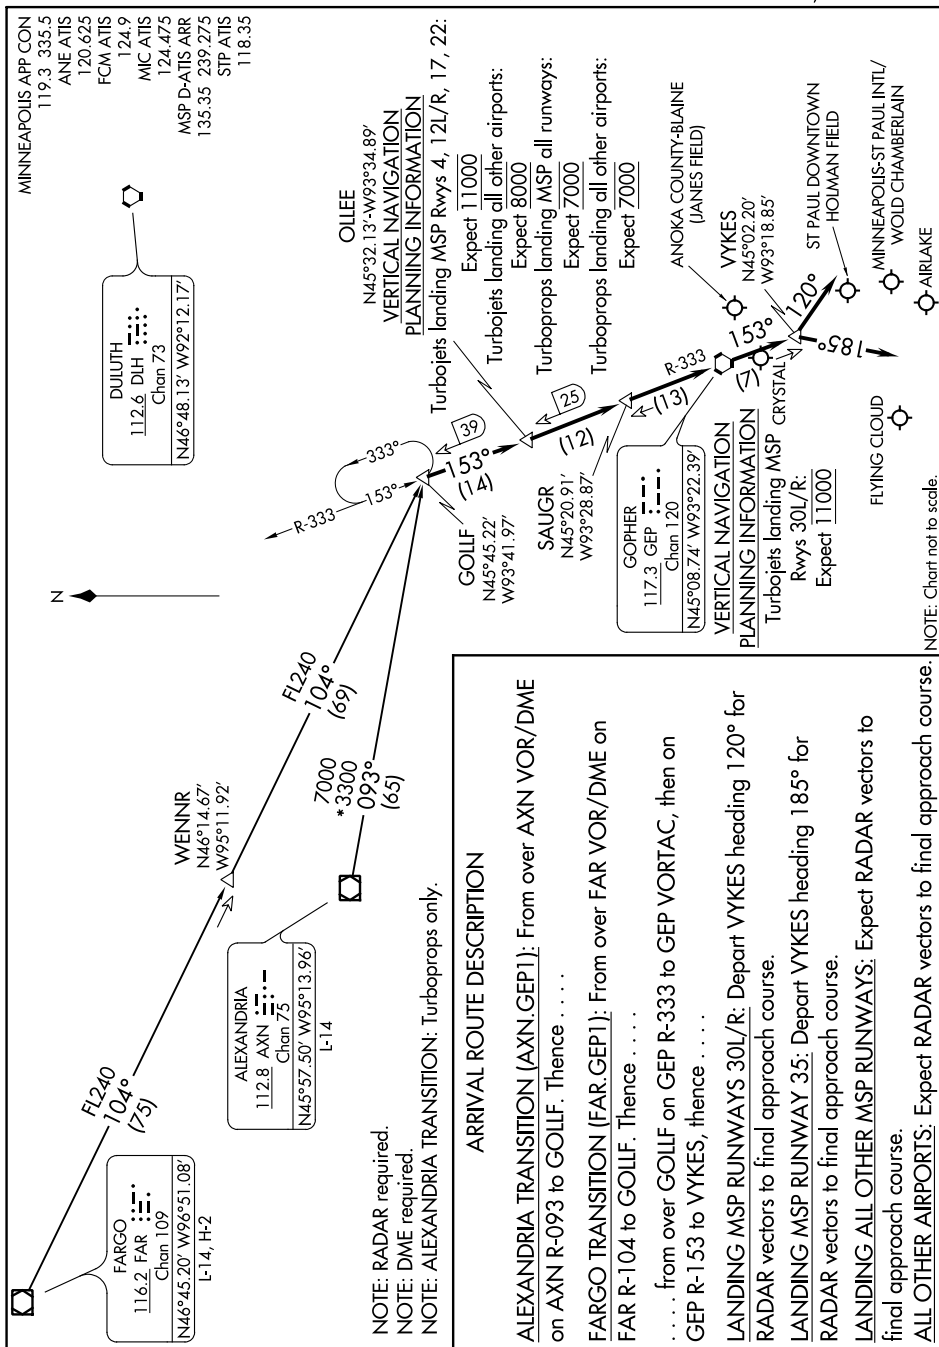 MINNEAPOLIS APP CON
119.3 335.5
ANE ATIS
120.625
FCM ATIS
124.9
MIC ATIS
124.475
MSP D-ATIS ARR
135.35 239.275
STP ATIS
118.35
DULUTH
112.6 DLH
Chan 73
N46°48.13' W92°12.17'
FARGO
116.2 FAR
Chan 109
N46°45.20' W96°51.08'
L-14, H-2
FL240
104°
(75)
WENNR
N46°14.67'
W95°11.92'
FL240
104°
(69)
ALEXANDRIA
112.8 AXN
Chan 75
N45°57.50' W95°13.96'
L-14
7000
*3300
093°
(65)
N
R-333
153°
333°
GOLLF
N45°45.22'
W93°41.97'
39
153°
(14)
OLLEE
N45°32.13'-W93°34.89'
VERTICAL NAVIGATION
PLANNING INFORMATION
Turbojets landing MSP Rwys 4, 12L/R, 17, 22:
Expect 11000
Turbojets landing all other airports:
Expect 8000
Turboprops landing MSP all runways:
Expect 7000
Turboprops landing all other airports:
Expect 7000
25
(12)
SAUGR
N45°20.91'
W93°28.87'
(13)
R-333
GOPHER
117.3 GEP
Chan 120
N45°08.74' W93°22.39'
VERTICAL NAVIGATION
PLANNING INFORMATION
Turbojets landing MSP
Rwys 30L/R:
Expect 11000
ANOKA COUNTY-BLAINE
(JANES FIELD)
153°
(7)
CRYSTAL
VYKES
N45°02.20'
W93°18.85'
120°
185°
ST PAUL DOWNTOWN
HOLMAN FIELD
MINNEAPOLIS-ST PAUL INTL/
WOLD CHAMBERLAIN
AIRLAKE
FLYING CLOUD
NOTE: Chart not to scale.
NOTE: RADAR required.
NOTE: DME required.
NOTE: ALEXANDRIA TRANSITION: Turboprops only.
ARRIVAL ROUTE DESCRIPTION
ALEXANDRIA TRANSITION (AXN.GEP1): From over AXN VOR/DME
on AXN R-093 to GOLLF. Thence . . . .
FARGO TRANSITION (FAR.GEP1): From over FAR VOR/DME on
FAR R-104 to GOLLF. Thence . . . .
. . . . from over GOLLF on GEP R-333 to GEP VORTAC, then on
GEP R-153 to VYKES, thence . . . .
LANDING MSP RUNWAYS 30L/R: Depart VYKES heading 120° for
RADAR vectors to final approach course.
LANDING MSP RUNWAY 35: Depart VYKES heading 185° for
RADAR vectors to final approach course.
LANDING ALL OTHER MSP RUNWAYS: Expect RADAR vectors to
final approach course.
ALL OTHER AIRPORTS: Expect RADAR vectors to final approach course.